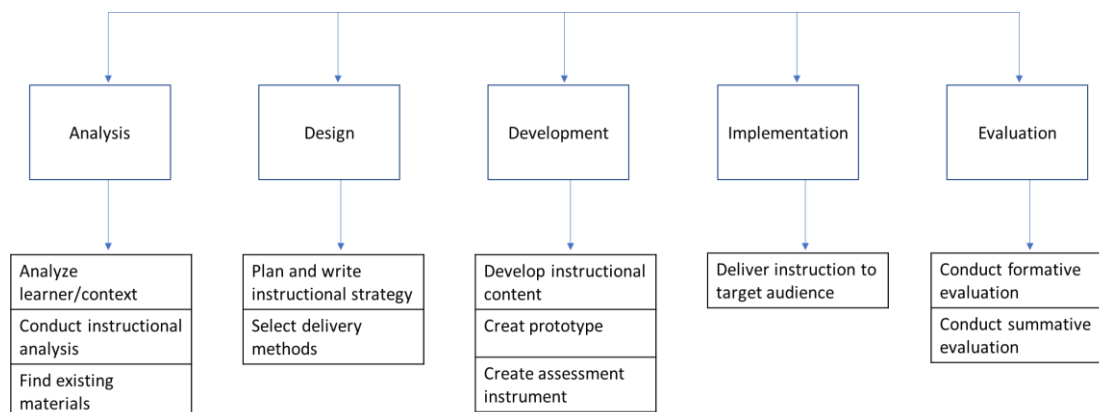 Analysis
Design
Development
Implementation
Evaluation
Analyze
learner/context
Conduct instructional
analysis
Find existing
materials
Plan and write
instructional strategy
Select delivery
methods
Develop instructional
content
Creat prototype
Create assessment
instrument
Deliver instruction to
target audience
Conduct formative
evaluation
Conduct summative
evaluation